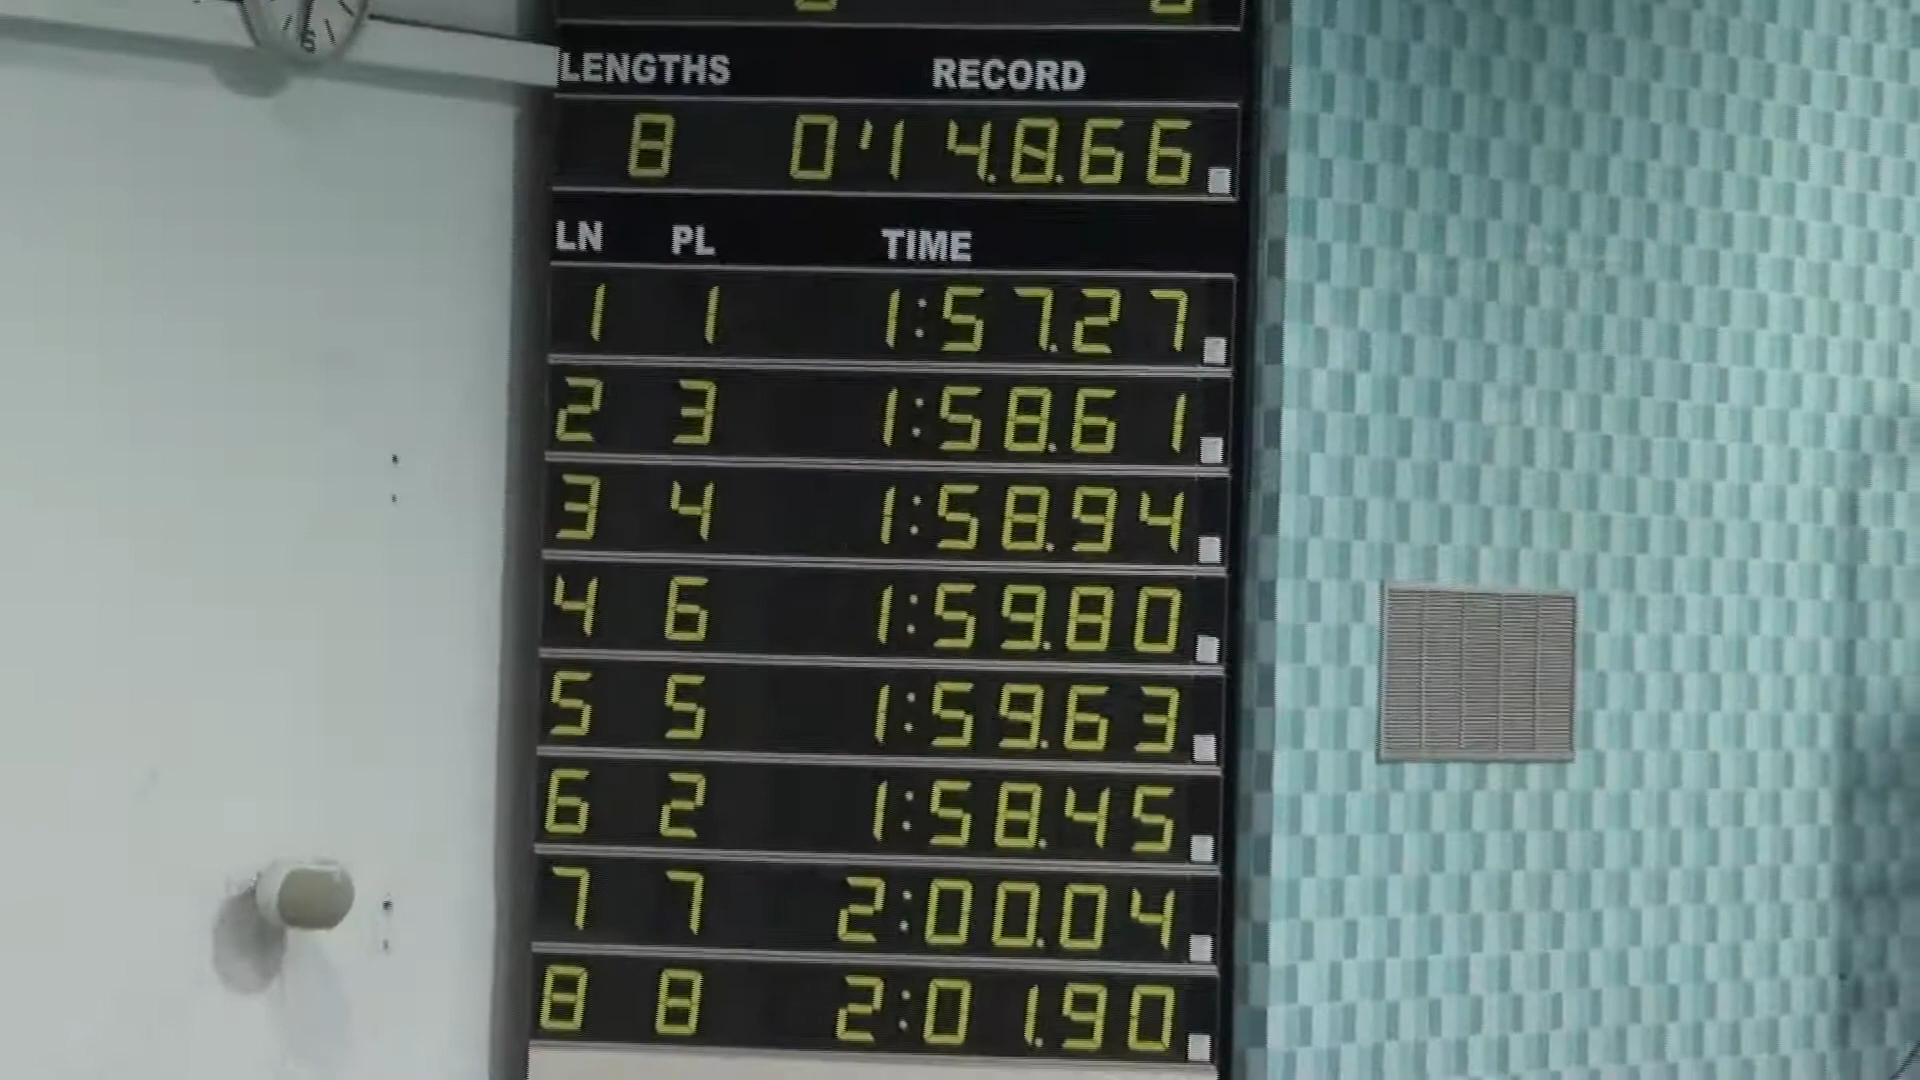 6
LENGTHS RECORD
8 0'14.8.66
LN PL TIME
1 1 1:57.27
2 3 1:58.61
3 4 1:58.94
4 6 1:59.80
5 5 1:59.63
6 2 1:58.45
7 7 2:00.04
8 8 2:01.90